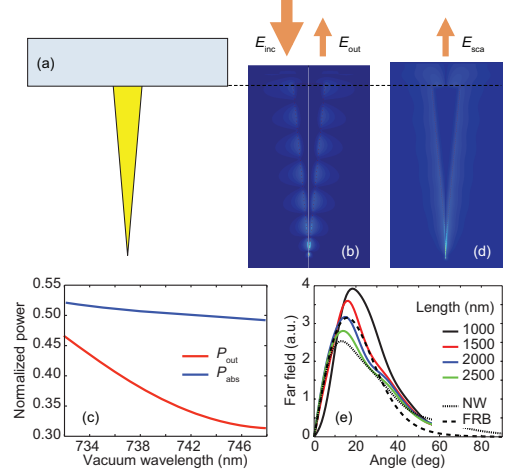 E_inc E_out E_sca
(a)
(b) (d)
0.55
0.50
0.45
0.40
0.35
0.30
Normalized power
P_out
P_abs
(c)
734 738 742 746
Vacuum wavelength (nm)
4
3
2
1
0
Far field (a.u.)
Length (nm)
1000
1500
2000
2500
NW
FRB
(e)
0 20 40 60 80
Angle (deg)